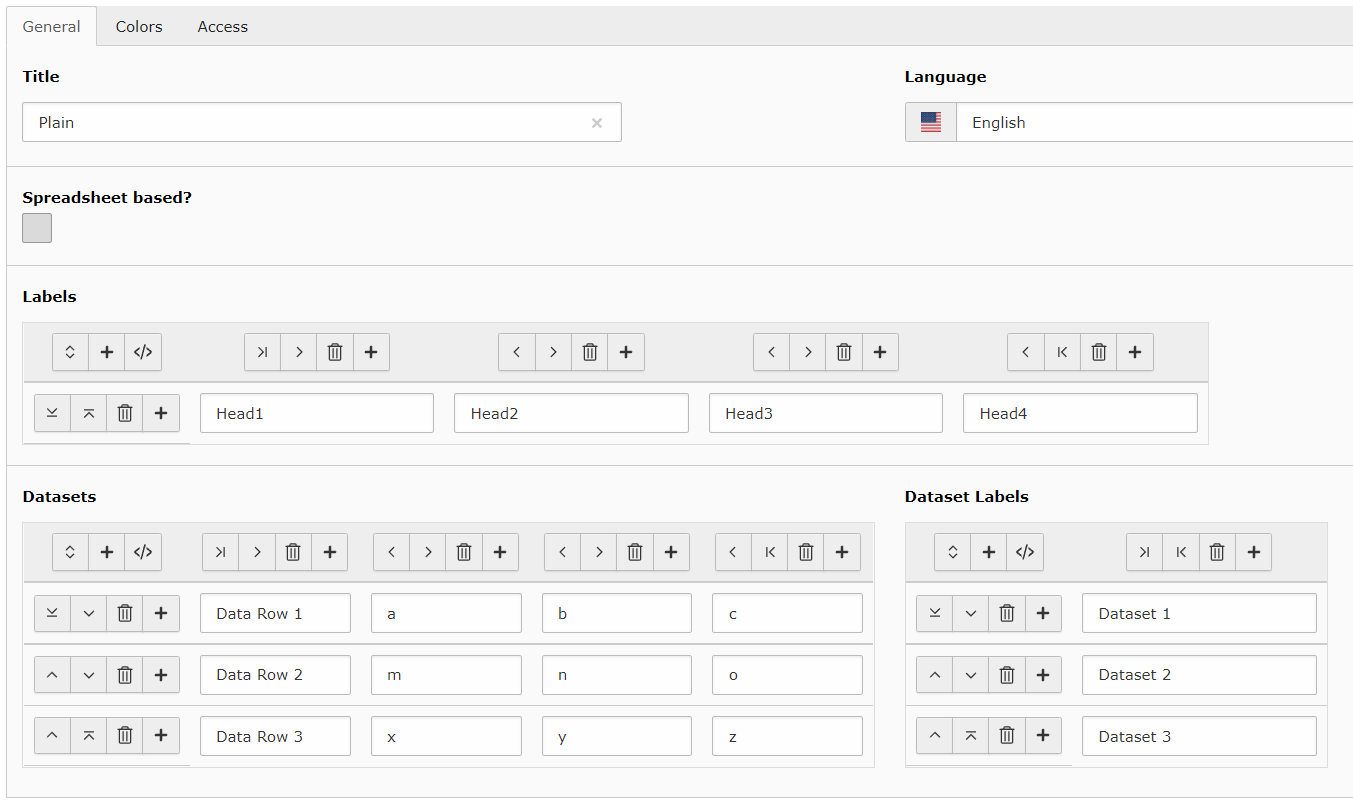 General Colors Access
Title Language
Plain English
Spreadsheet based?
Labels
Head1 Head2 Head3 Head4
Datasets Dataset Labels
Data Row 1 a b c Dataset 1
Data Row 2 m n o Dataset 2
Data Row 3 x y z Dataset 3